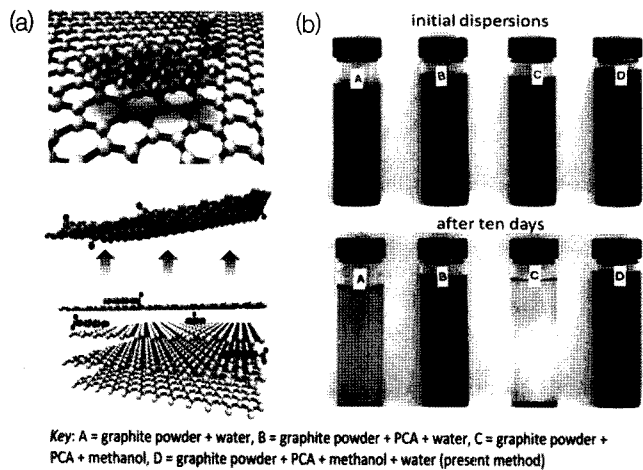 (a)
(b)
initial dispersions
A
B
C
D
after ten days
A
B
C
D
Key: A = graphite powder + water, B = graphite powder + PCA + water, C = graphite powder +
PCA + methanol, D = graphite powder + PCA + methanol + water (present method)